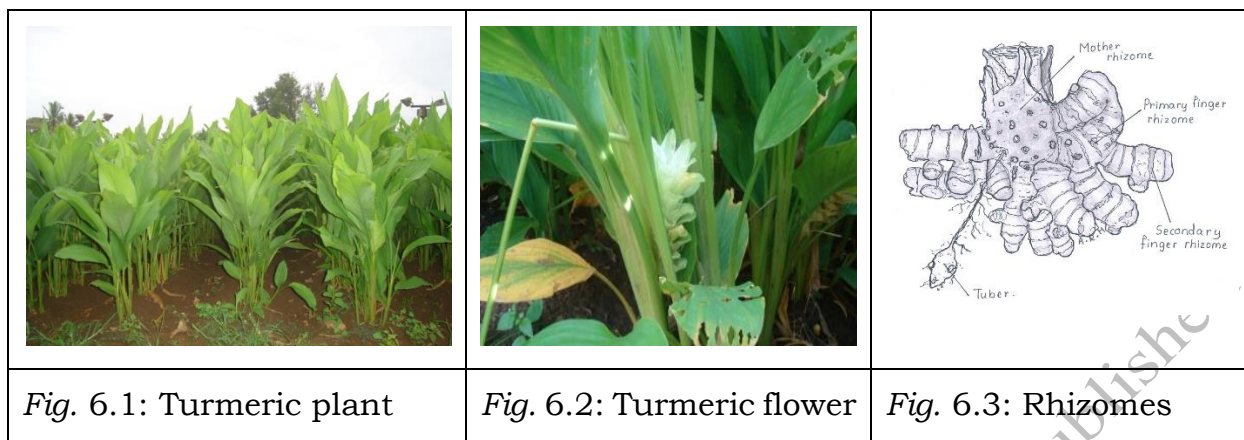 Mother
rhizome
Primary finger
rhizome
Secondary
finger rhizome
Tuber.
Fig. 6.1: Turmeric plant
Fig. 6.2: Turmeric flower
Fig. 6.3: Rhizomes